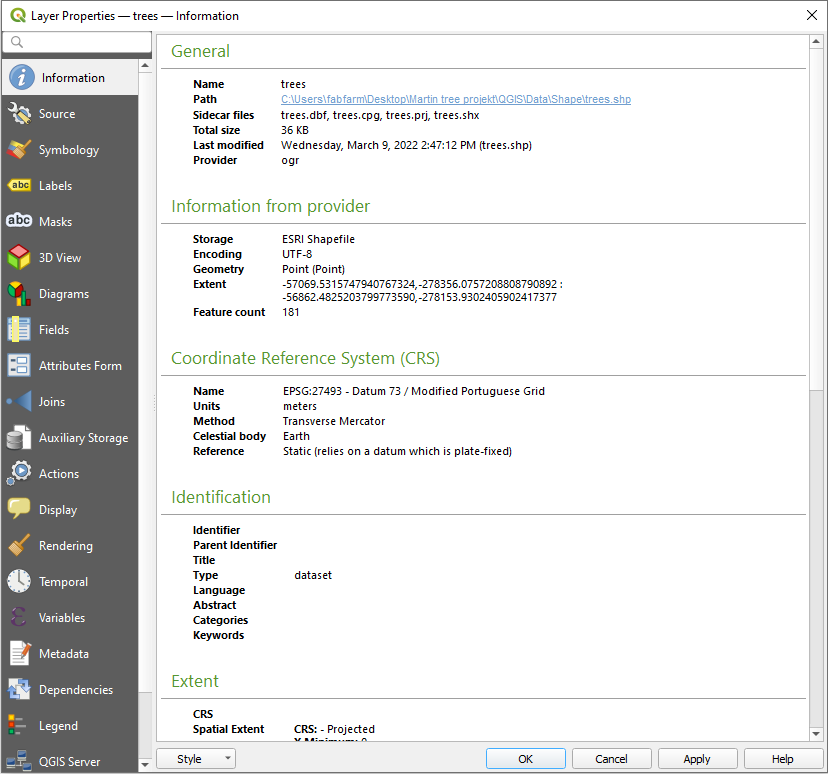 Layer Properties — trees — Information
Information
Source
Symbology
abc Labels
abc Masks
3D View
Diagrams
Fields
Attributes Form
Joins
Auxiliary Storage
Actions
Display
Rendering
Temporal
Variables
Metadata
Dependencies
Legend
QGIS Server
General
Name trees
Path C:\Users\fabfarm\Desktop\Martin tree projekt\QGIS\Data\Shape\trees.shp
Sidecar files trees.dbf, trees.cpg, trees.prj, trees.shx
Total size 36 KB
Last modified Wednesday, March 9, 2022 2:47:12 PM (trees.shp)
Provider ogr
Information from provider
Storage ESRI Shapefile
Encoding UTF-8
Geometry Point (Point)
Extent -57069.5315747940767324,-278356.0757208808790892 :
-56862.4825203799773590,-278153.9302405902417377
Feature count 181
Coordinate Reference System (CRS)
Name EPSG:27493 - Datum 73 / Modified Portuguese Grid
Units meters
Method Transverse Mercator
Celestial body Earth
Reference Static (relies on a datum which is plate-fixed)
Identification
Identifier
Parent Identifier
Title
Type dataset
Language
Abstract
Categories
Keywords
Extent
CRS
Spatial Extent CRS: - Projected
X Minimum: 0
Style
OK
Cancel
Apply
Help